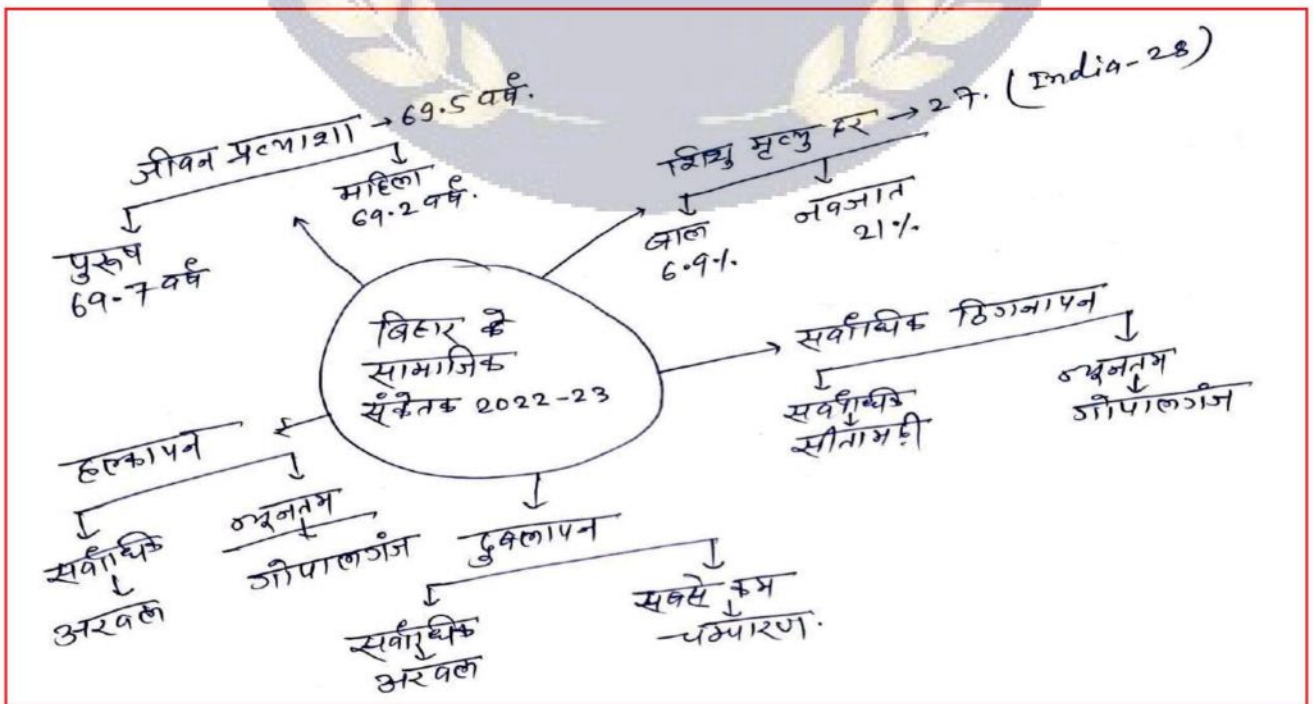 जीवन प्रत्याशा → 69.5 वर्ष.
पुरूष
69.7 वर्ष
महिला
69.2 वर्ष.
शिशु मृत्यु दर → 27. (India-28)
बाल
6.9%.
नवजात
21%.
बिहार के
सामाजिक
संकेतक 2022-23
सर्वाधिक ठिगनापन
सर्वाधिक
सीतामढ़ी
न्यूनतम
गोपालगंज
हल्कापन
सर्वाधिक
अरवल
न्यूनतम
गोपालगंज
दुबलापन
सर्वाधिक
अरवल
सबसे कम
चम्पारण.